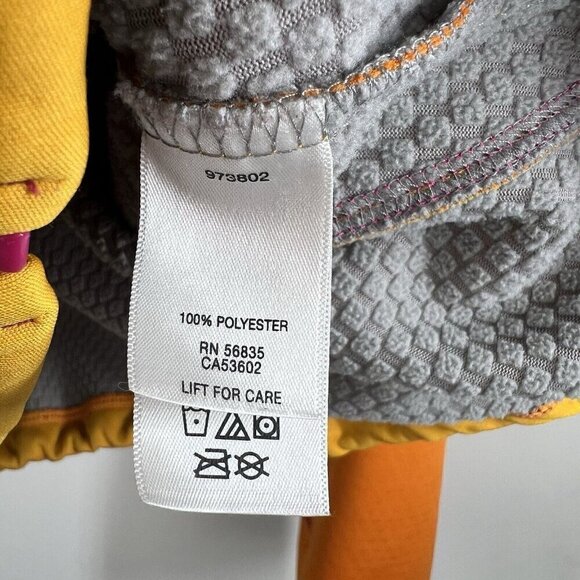 973802
100% POLYESTER
RN 56835
CA53602
LIFT FOR CARE